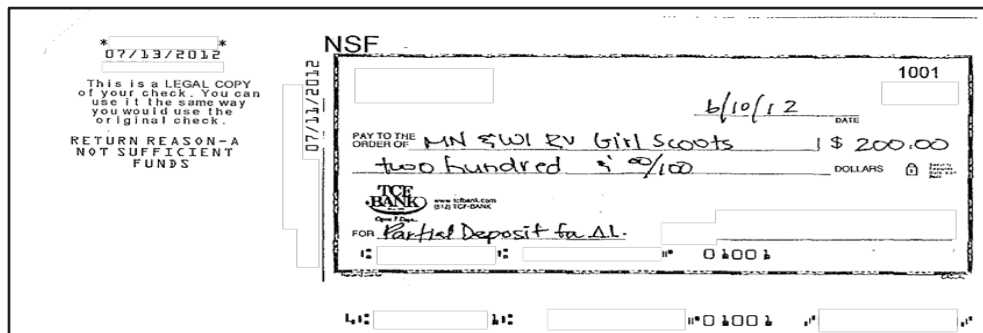 * *
07/13/2012
This is a LEGAL COPY
of your check. You can
use it the same way
you would use the
original check.
RETURN REASON-A
NOT SUFFICIENT
FUNDS
07/11/2012
NSF
1001
6/10/12
DATE
PAY TO THE
ORDER OF MN & WI RV Girl Scouts $ 200.00
two hundred & 00/100 DOLLARS
TCF
BANK
www.tcfbank.com
(612) TCF-BANK
Open 7 Days
FOR Partial Deposit for A.L.
01001
01001